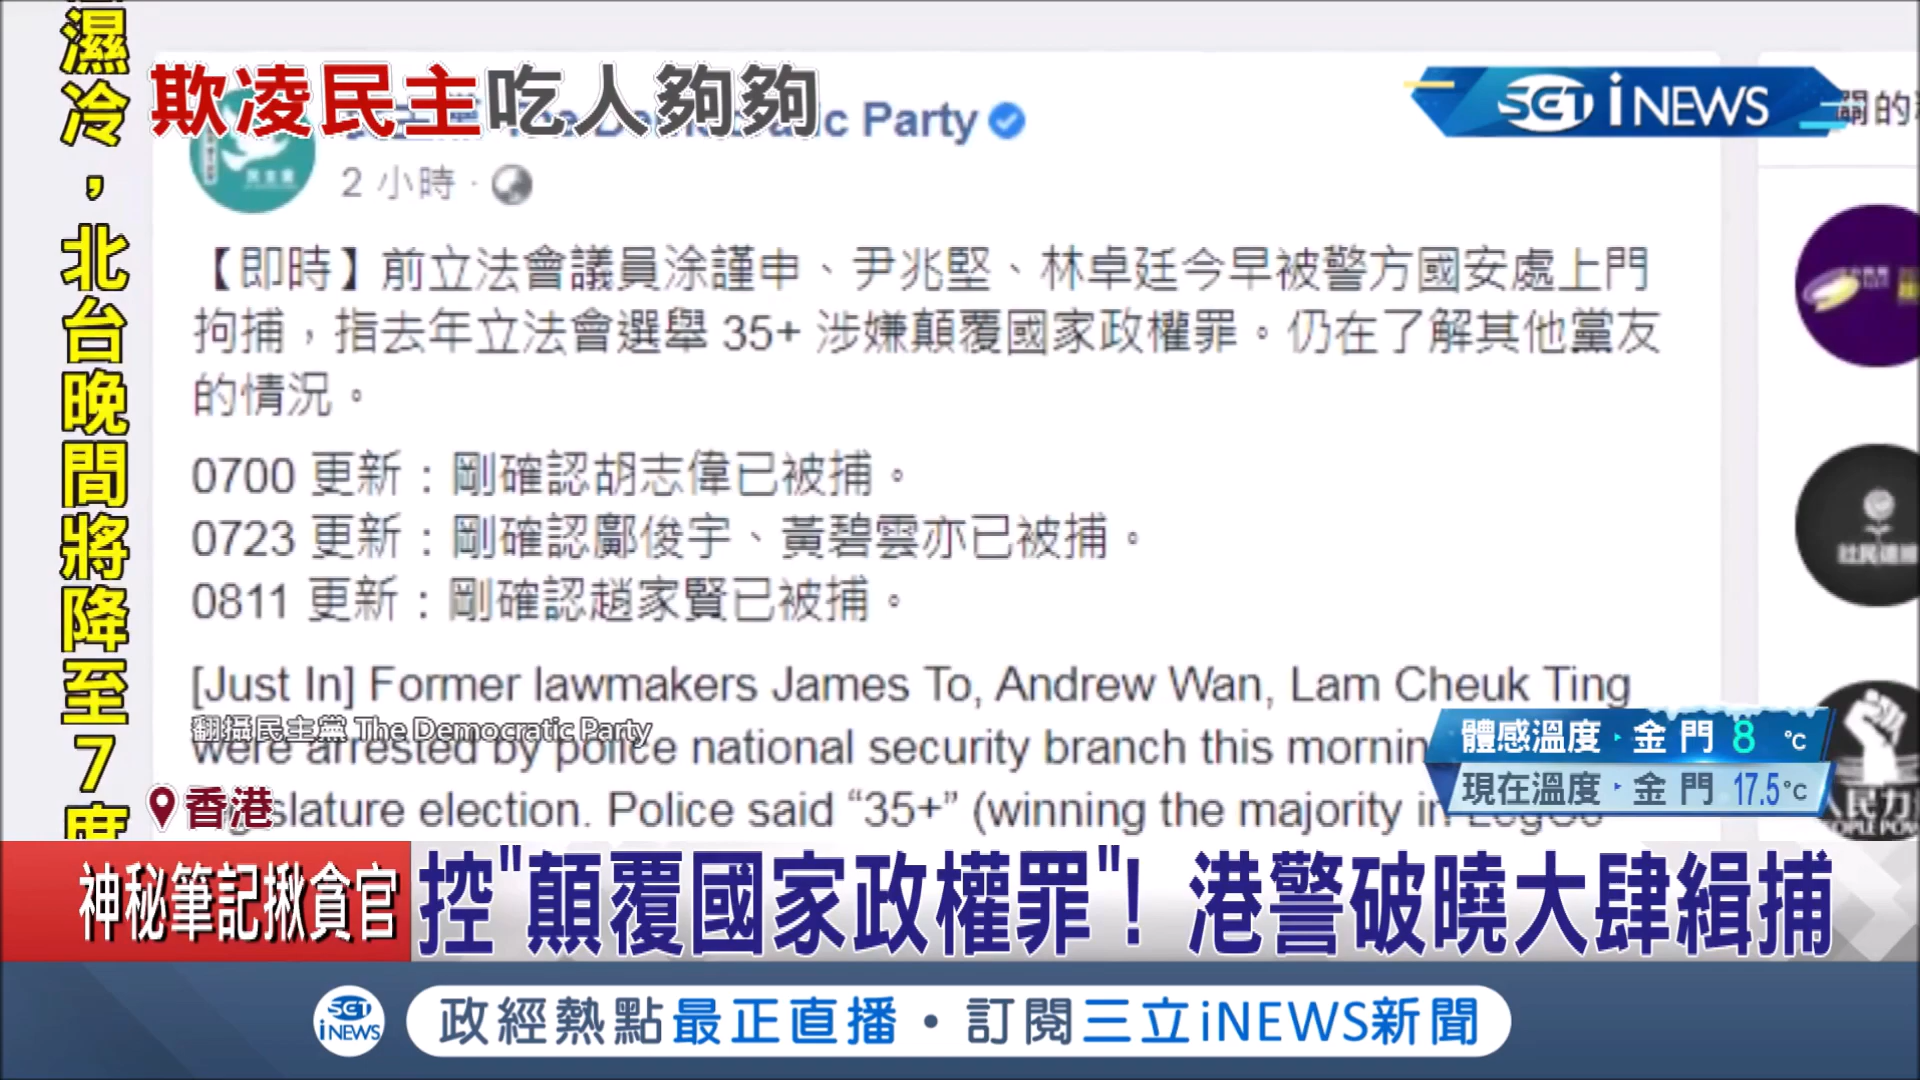 濕冷，北台晚間將降至7度
欺凌民主吃人夠夠
Party
SET iNEWS
2 小時
【即時】前立法會議員涂謹申、尹兆堅、林卓廷今早被警方國安處上門
拘捕，指去年立法會選舉 35+ 涉嫌顛覆國家政權罪。仍在了解其他黨友
的情況。
0700 更新：剛確認胡志偉已被捕。
0723 更新：剛確認鄺俊宇、黃碧雲亦已被捕。
0811 更新：剛確認趙家賢已被捕。
[Just In] Former lawmakers James To, Andrew Wan, Lam Cheuk Ting
翻攝民主黨 The Democratic Party
were arrested by police national security branch this mornin
體感溫度 金門 8 °C
現在溫度 金門 17.5°C
香港
slature election. Police said “35+” (winning the majority in LegCo
神秘筆記揪貪官
控"顛覆國家政權罪"! 港警破曉大肆緝捕
SET iNEWS
政經熱點最正直播・訂閱三立iNEWS新聞